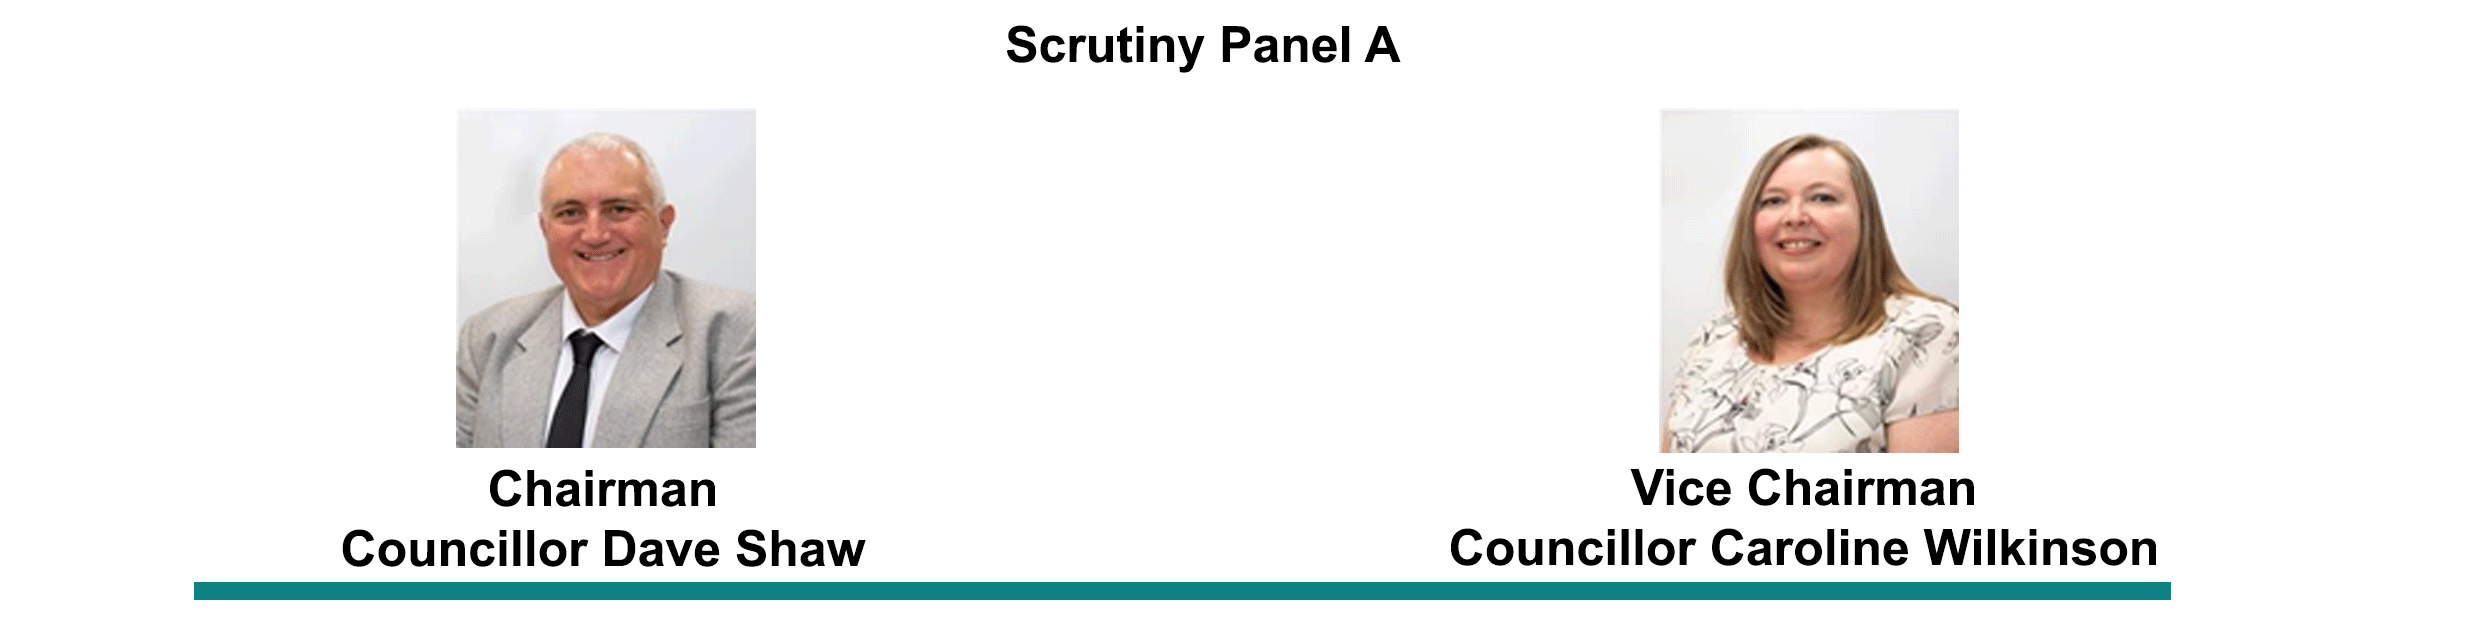 Scrutiny Panel A
Chairman
Councillor Dave Shaw
Vice Chairman
Councillor Caroline Wilkinson